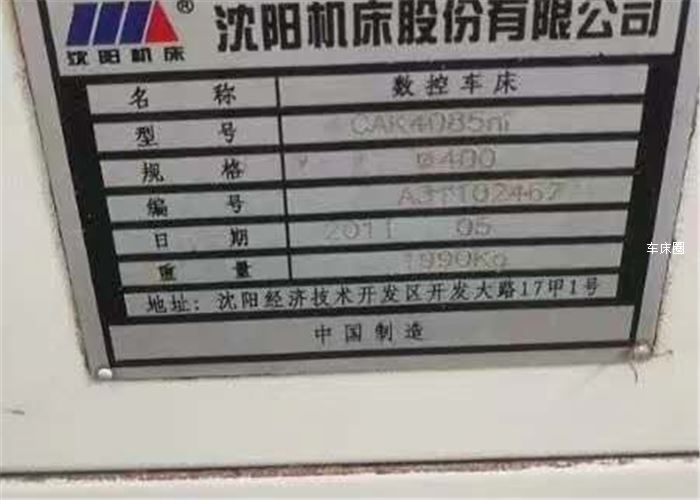 ® 沈阳机床股份有限公司
沈阳机床
名称 数控车床
型号 CAK4085ni
规格 ø400
编号 A31102467
日期 2011 05
重量 1990Kg
地址：沈阳经济技术开发区开发大路17甲1号
中国制造
车床圈